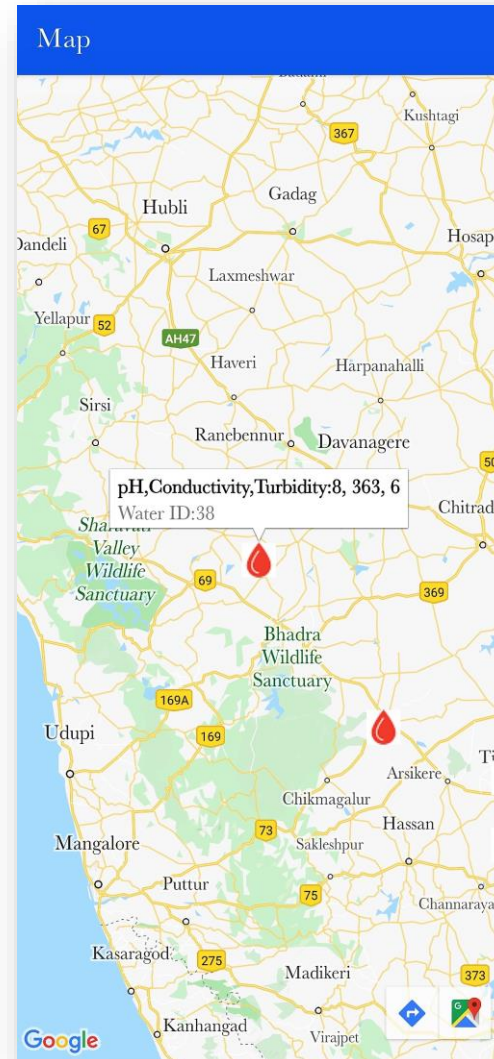 Map
Kushtagi
367
Gadag
Hubli
67
Dandeli
Hosap
Laxmeshwar
Yellapur
52
AH47
Haveri
Harpanahalli
Sirsi
Ranebennur
Davanagere
50
pH,Conductivity,Turbidity:8, 363, 6
Water ID:38
Chitrad
Valley
Wildlife
Sanctuary
69
369
Bhadra
Wildlife
Sanctuary
169A
169
Udupi
Arsikere
Chikmagalur
73
Hassan
Mangalore
Sakleshpur
Puttur
75
Channaraya
Kasaragod
275
Madikeri
373
G
Kanhangad
Virajpet
Google